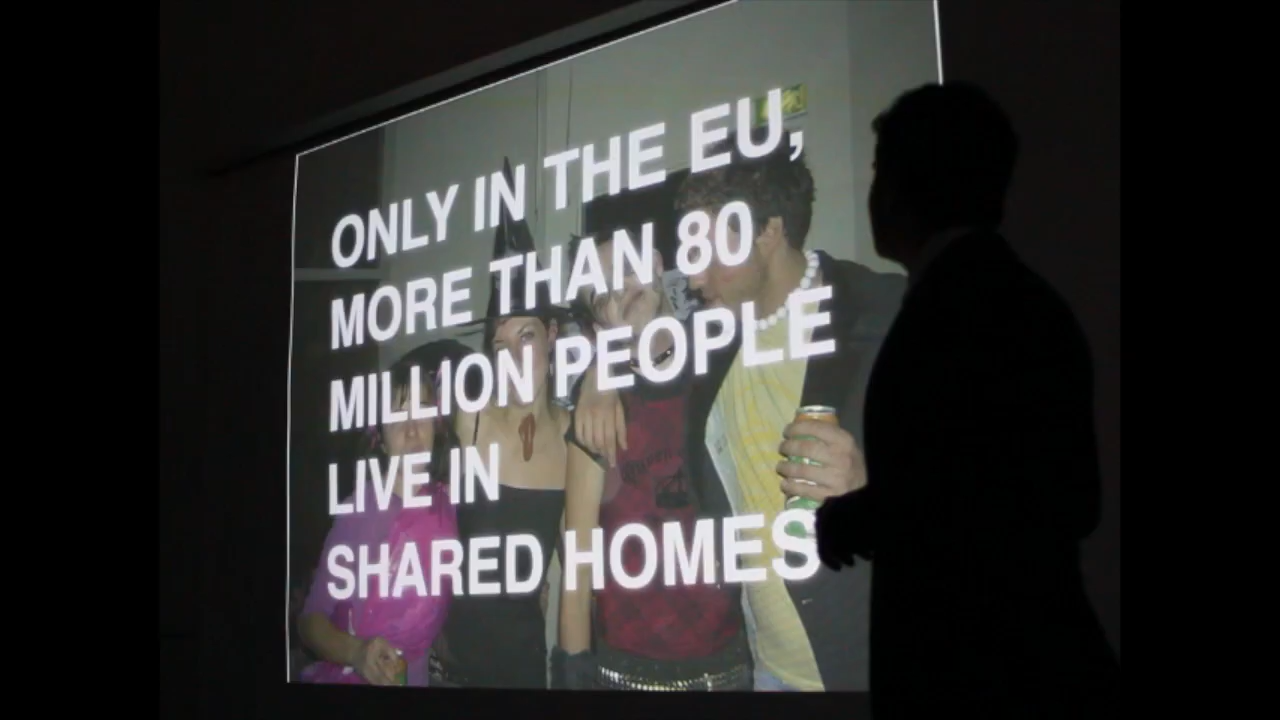 ONLY IN THE EU,
MORE THAN 80
MILLION PEOPLE
LIVE IN
SHARED HOMES